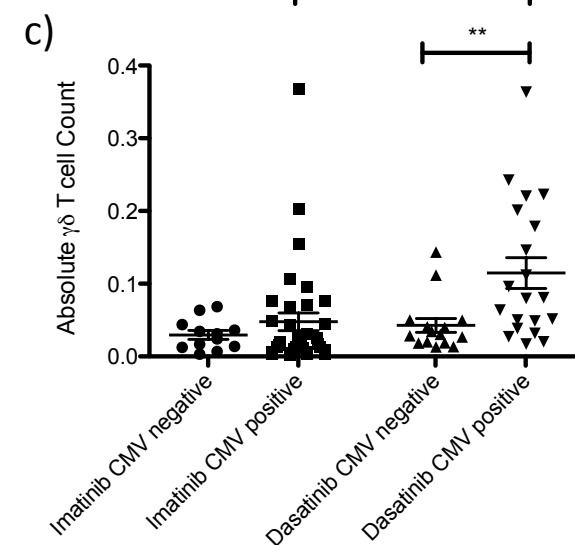 c)
**
Absolute γδ T cell Count
0.4
0.3
0.2
0.1
0.0
Imatinib CMV negative
Imatinib CMV positive
Dasatinib CMV negative
Dasatinib CMV positive